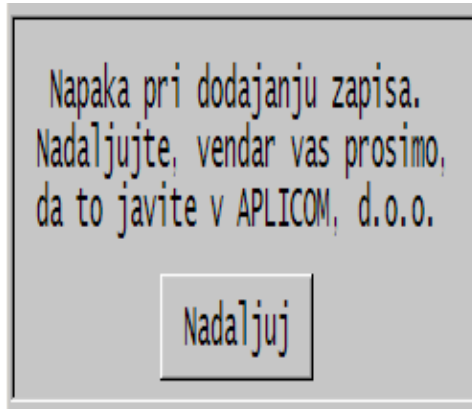 Napaka pri dodajanju zapisa.
Nadaljujte, vendar vas prosimo,
da to javite v APLICOM, d.o.o.
Nadaljuj